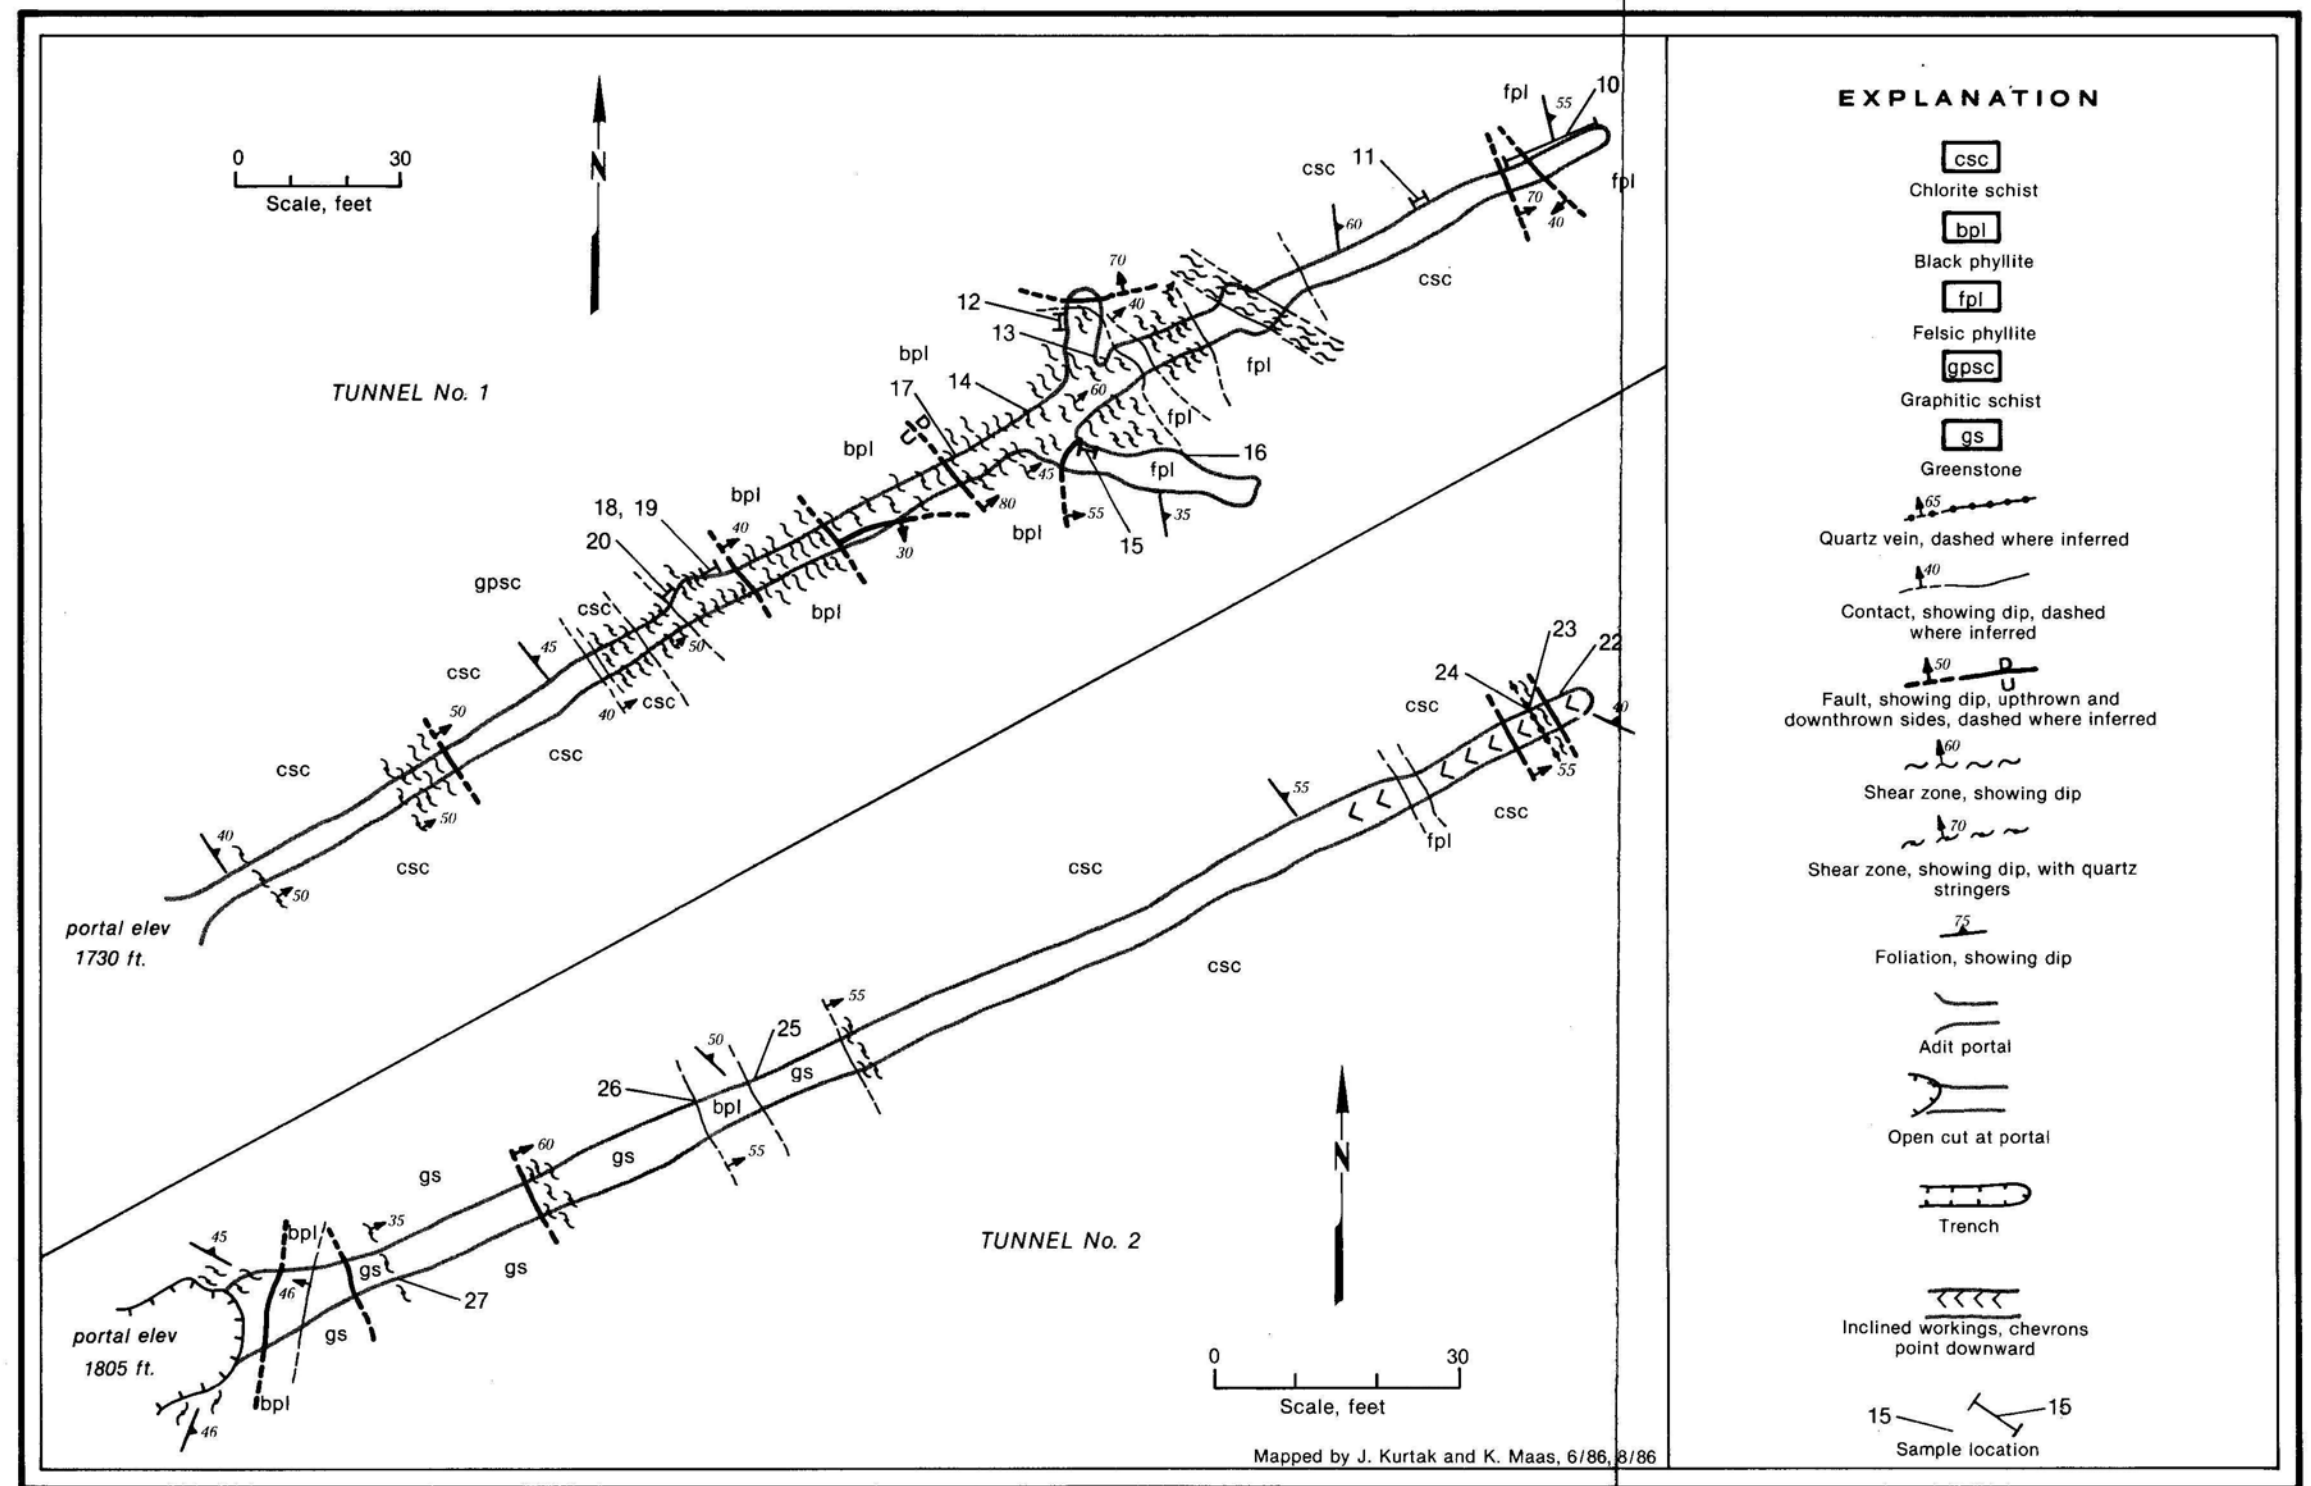 0 30
Scale, feet
N
TUNNEL No. 1
fpl
55
10
csc
11
fpl
70
40
60
csc
70
12
40
13
bpl
fpl
14
17
60
fpl
D
U
bpl
16
45
fpl
80
bpl
18, 19
55
35
40
bpl
15
20
30
gpsc
csc
bpl
45
50
csc
csc
40
50
csc
csc
50
40
csc
50
portal elev
1730 ft.
23
22
24
csc
40
55
55
csc
fpl
csc
csc
55
25
50
gs
26
bpl
55
60
gs
gs
35
bpl
45
gs
gs
46
27
gs
portal elev
1805 ft.
bpl
46
TUNNEL No. 2
N
0 30
Scale, feet
Mapped by J. Kurtak and K. Maas, 6/86, 8/86
EXPLANATION
csc
Chlorite schist
bpl
Black phyllite
fpl
Felsic phyllite
gpsc
Graphitic schist
gs
Greenstone
65
Quartz vein, dashed where inferred
40
Contact, showing dip, dashed
where inferred
50
D
U
Fault, showing dip, upthrown and
downthrown sides, dashed where inferred
60
Shear zone, showing dip
70
Shear zone, showing dip, with quartz
stringers
75
Foliation, showing dip
Adit portal
Open cut at portal
Trench
Inclined workings, chevrons
point downward
15 15
Sample location